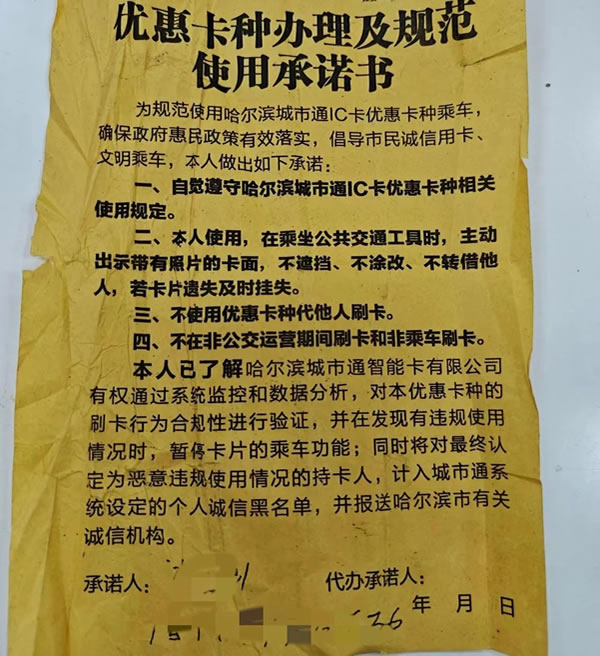 优惠卡种办理及规范
使用承诺书
为规范使用哈尔滨城市通IC卡优惠卡种乘车，
确保政府惠民政策有效落实，倡导市民诚信用卡、
文明乘车，本人做出如下承诺：
一、自觉遵守哈尔滨城市通IC卡优惠卡种相关
使用规定。
二、本人使用，在乘坐公共交通工具时，主动
出示带有照片的卡面，不遮挡、不涂改、不转借他
人，若卡片遗失及时挂失。
三、不使用优惠卡种代他人刷卡。
四、不在非公交运营期间刷卡和非乘车刷卡。
本人已了解哈尔滨城市通智能卡有限公司
有权通过系统监控和数据分析，对本优惠卡种的
刷卡行为合规性进行验证，并在发现有违规使用
情况时，暂停卡片的乘车功能；同时将对最终认
定为恶意违规使用情况的持卡人，计入城市通系
统设定的个人诚信黑名单，并报送哈尔滨市有关
诚信机构。
承诺人： 代办承诺人：
年 月 日